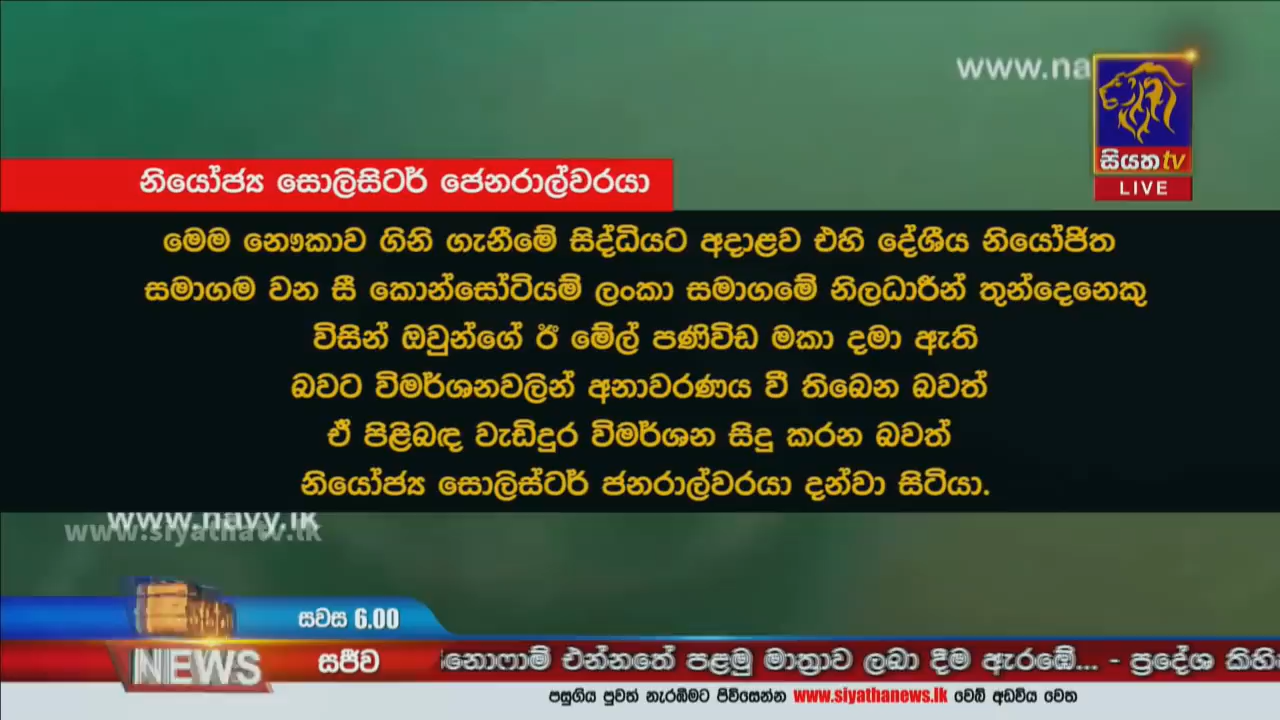 www.na
සියත tv
LIVE
නියෝජ්‍ය සොලිසිටර් ජෙනරාල්වරයා
මෙම නෞකාව ගිනි ගැනීමේ සිද්ධියට අදාළව එහි දේශීය නියෝජිත
සමාගම වන සී කොන්සෝටියම් ලංකා සමාගමේ නිලධාරීන් තුන්දෙනෙකු
විසින් ඔවුන්ගේ ඊ මේල් පණිවිඩ මකා දමා ඇති
බවට විමර්ශනවලින් අනාවරණය වී තිබෙන බවත්
ඒ පිළිබඳ වැඩිදුර විමර්ශන සිදු කරන බවත්
නියෝජ්‍ය සොලිස්ටර් ජනරාල්වරයා දන්වා සිටියා.
www.navy.lk
www.siyathatv.lk
සවස 6.00
NEWS
සජීව
එන්නතේ පළමු මාත්‍රාව ලබා දීම ඇරඹේ... - ප්‍රදේශ
පසුගිය පුවත් නැරඹීමට පිවිසෙන්න www.siyathanews.lk වෙබ් අඩවිය වෙත